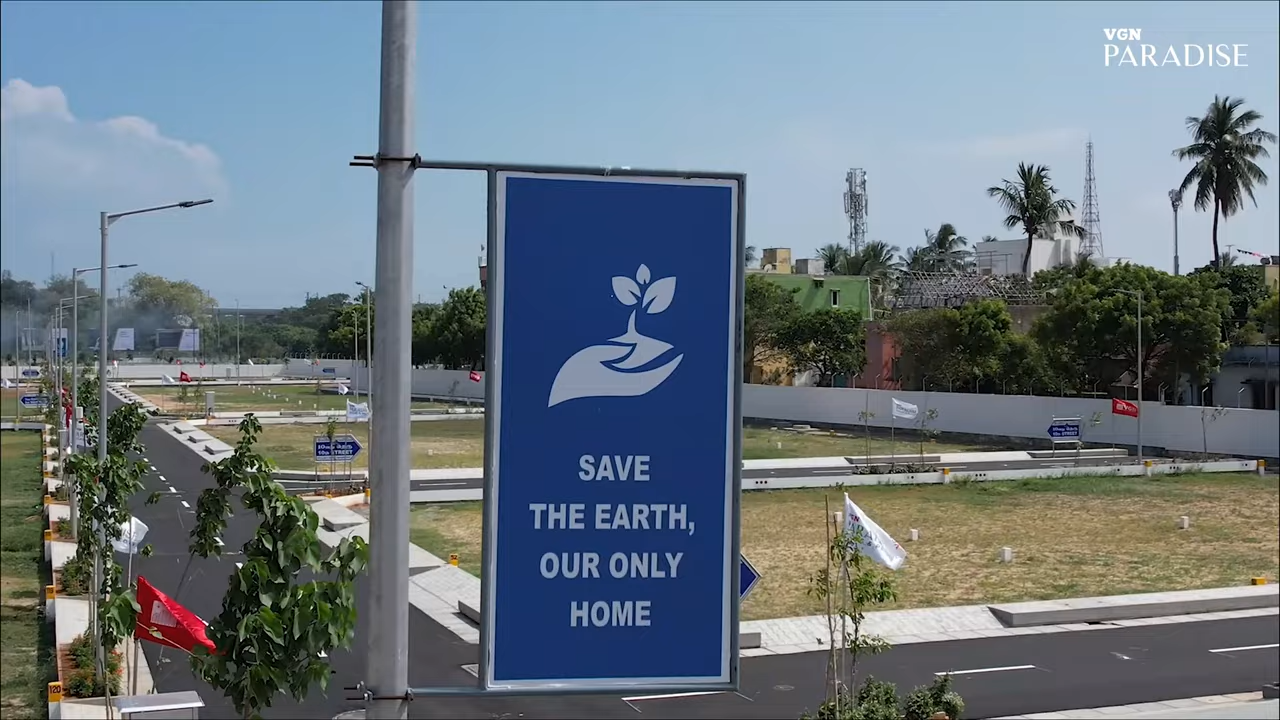 VGN
PARADISE
SAVE
THE EARTH,
OUR ONLY
HOME